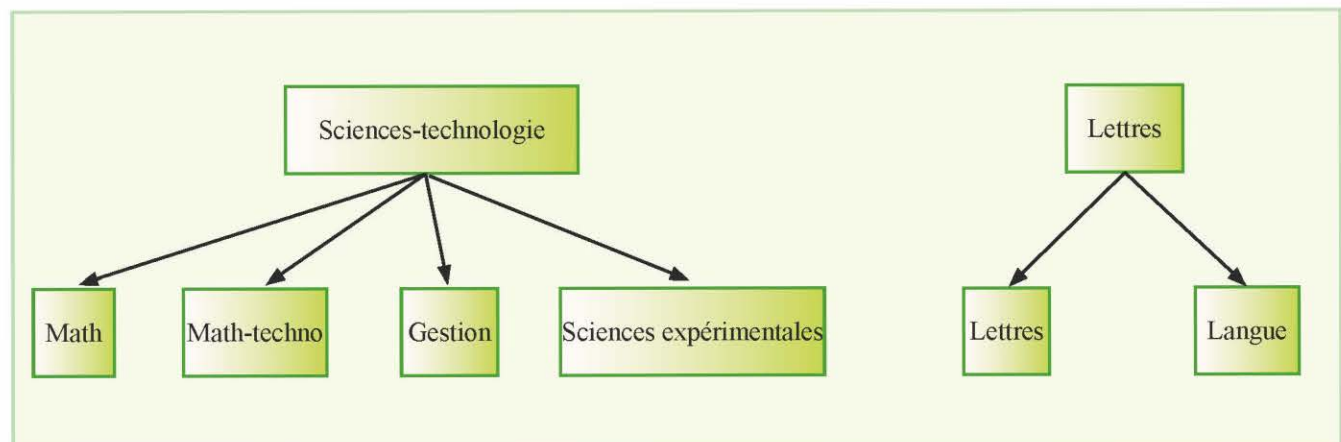 Sciences-technologie
Lettres
Math
Math-techno
Gestion
Sciences expérimentales
Lettres
Langue